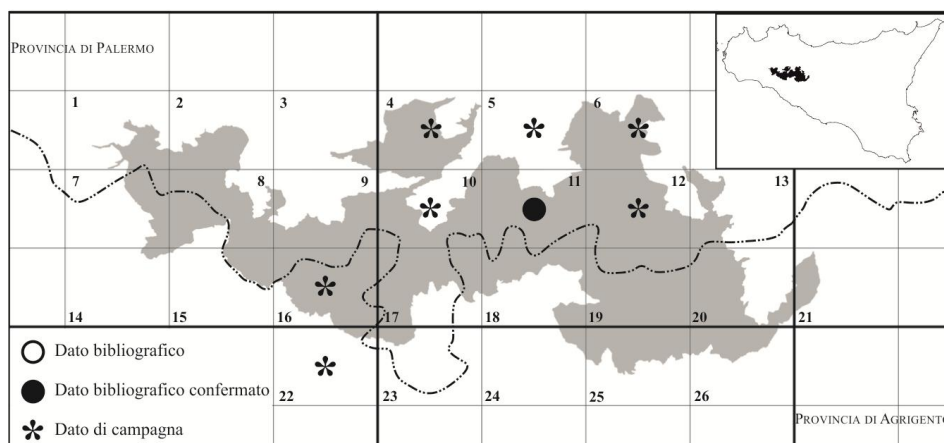 PROVINCIA DI PALERMO
1 2 3 4 5 6
7 8 9 10 11 12 13
14 15 16 17 18 19 20 21
Dato bibliografico
Dato bibliografico confermato
22 23 24 25 26
Dato di campagna
PROVINCIA DI AGRIGENTO